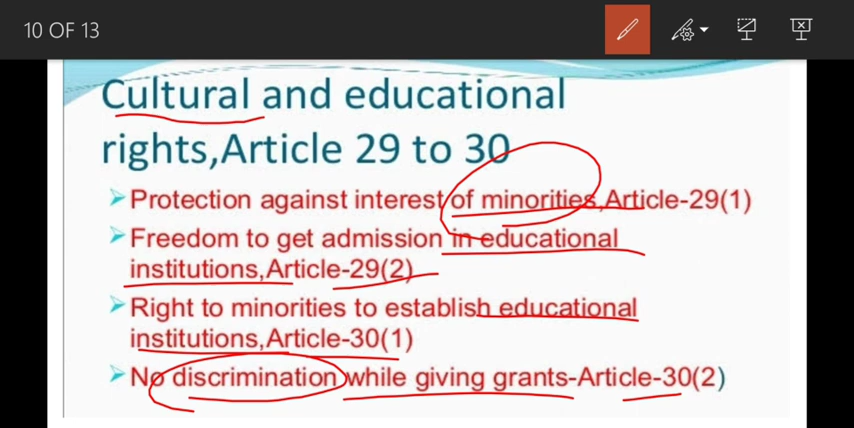 10 OF 13
Cultural and educational
rights,Article 29 to 30
Protection against interest of minorities,Article-29(1)
Freedom to get admission in educational
institutions,Article-29(2)
Right to minorities to establish educational
institutions,Article-30(1)
No discrimination while giving grants-Article-30(2)